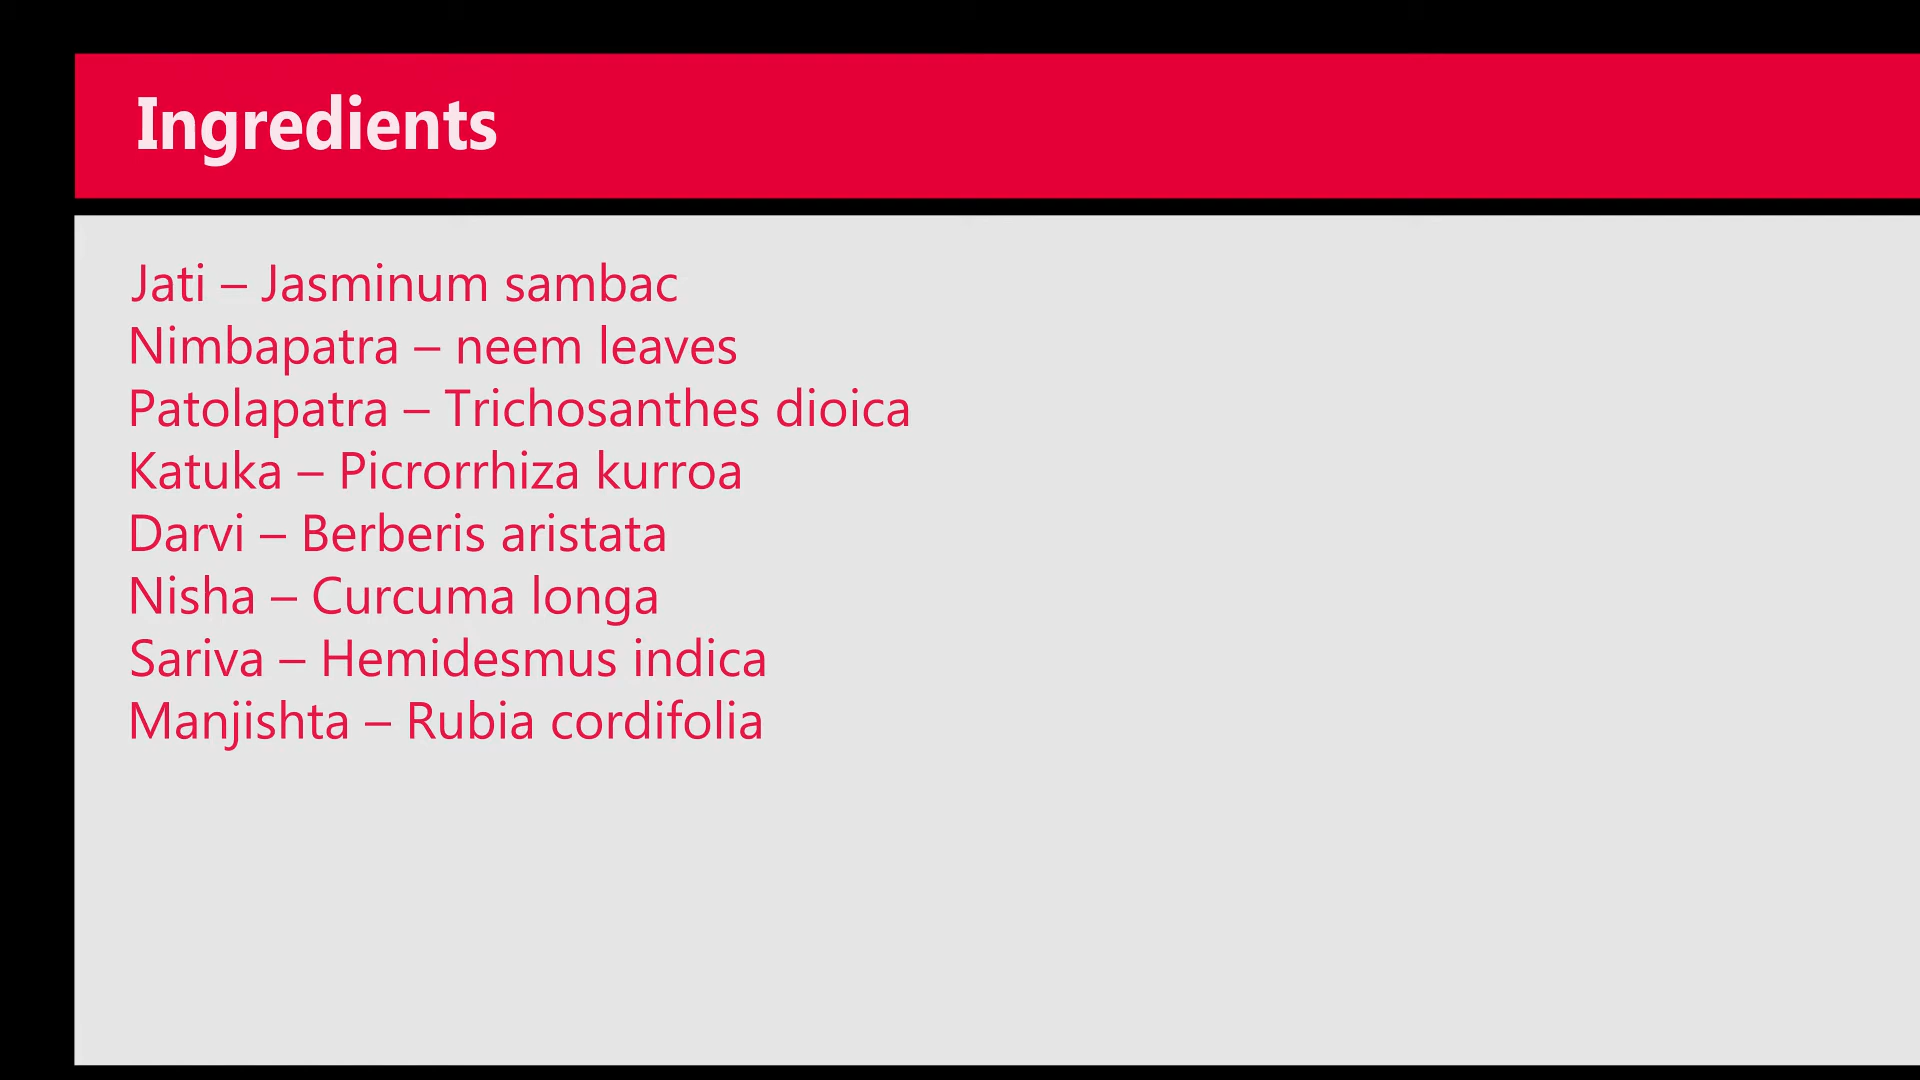 Ingredients
Jati – Jasminum sambac
Nimbapatra – neem leaves
Patolapatra – Trichosanthes dioica
Katuka – Picrorrhiza kurroa
Darvi – Berberis aristata
Nisha – Curcuma longa
Sariva – Hemidesmus indica
Manjishta – Rubia cordifolia